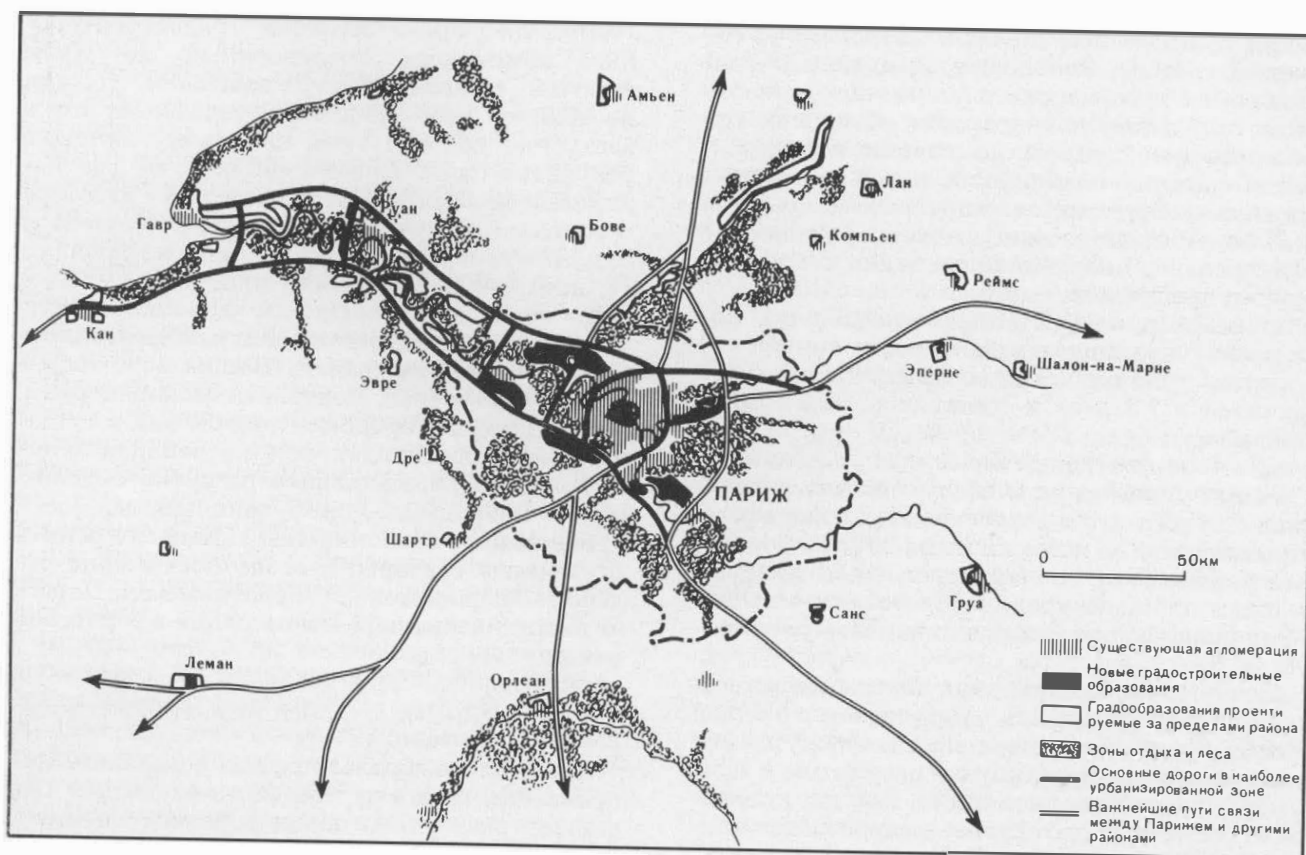 Амьен
Лан
Гавр
Руан
Бове
Компьен
Реймс
Кан
Эвре
Эперне
Шалон-на-Марне
Дре
ПАРИЖ
Шартр
0 50км
Труа
Санс
Леман
Орлеан
Существующая агломерация
Новые градостроительные
образования
Градообразования проекти
руемые за пределами района
Зоны отдыха и леса
Основные дороги в наиболее
урбанизированной зоне
Важнейшие пути связи
между Парижем и другими
районами